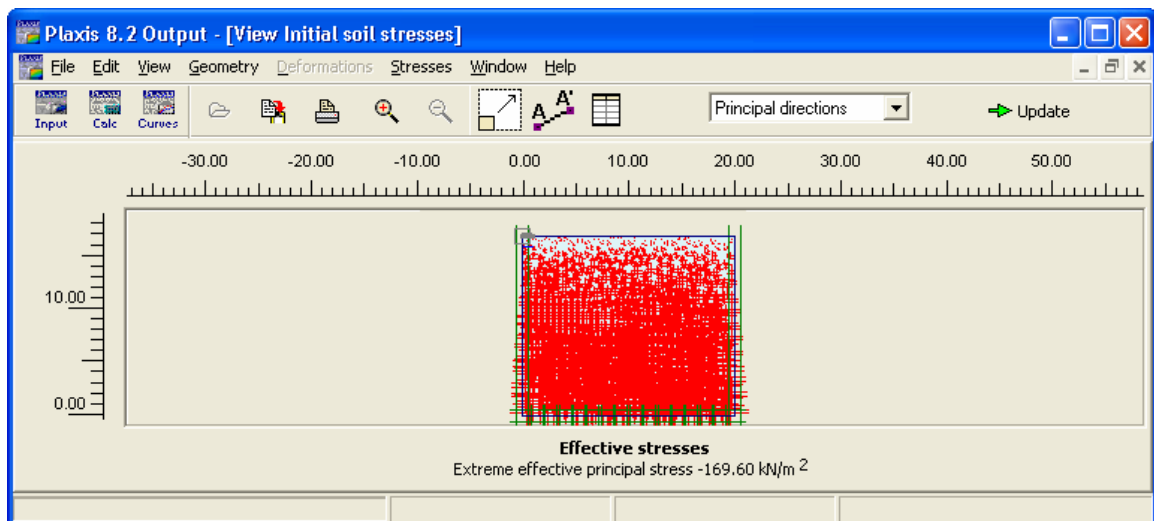 Plaxis 8.2 Output - [View Initial soil stresses]
File Edit View Geometry Deformations Stresses Window Help
Input Calc Curves A A' Principal directions Update
-30.00 -20.00 -10.00 0.00 10.00 20.00 30.00 40.00 50.00
10.00
0.00
Effective stresses
Extreme effective principal stress -169.60 kN/m 2